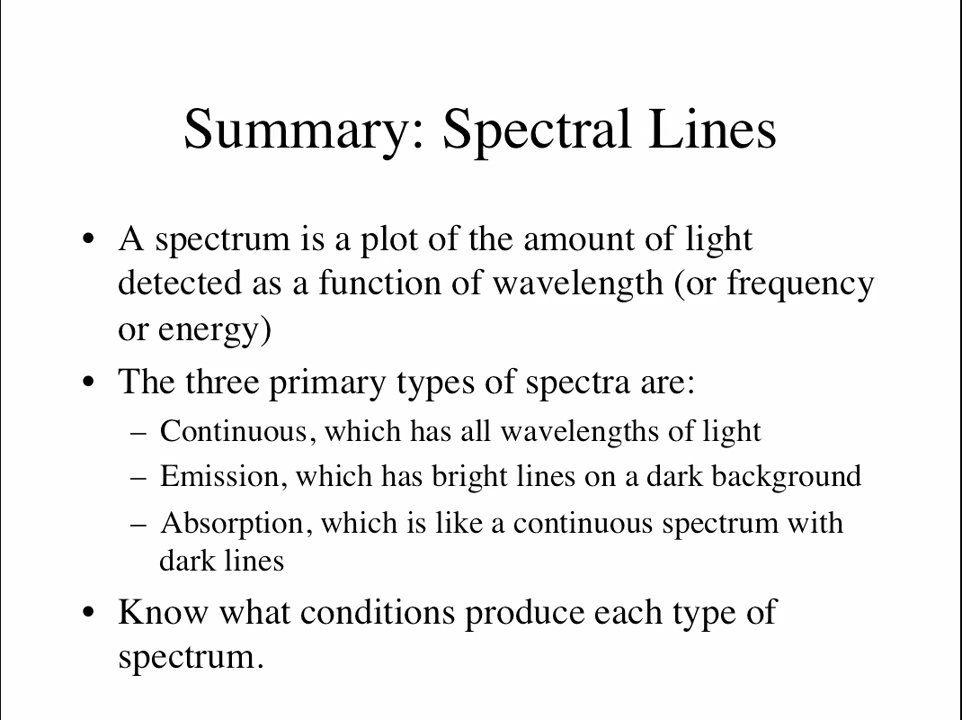 Summary: Spectral Lines
• A spectrum is a plot of the amount of light
detected as a function of wavelength (or frequency
or energy)
• The three primary types of spectra are:
– Continuous, which has all wavelengths of light
– Emission, which has bright lines on a dark background
– Absorption, which is like a continuous spectrum with
dark lines
• Know what conditions produce each type of
spectrum.